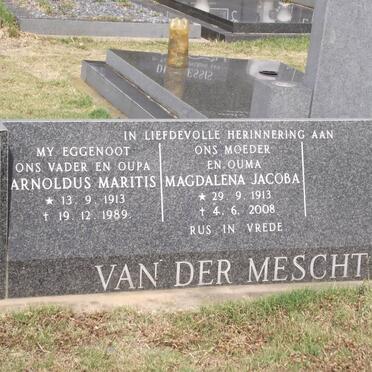 IN LIEFDEVOLLE HERINNERING AAN
MY EGGENOOT
ONS VADER EN OUPA
ARNOLDUS MARITIS
★ 13. 9. 1913
† 19. 12. 1989.
ONS MOEDER
EN OUMA
MAGDALENA JACOBA
★ 29. 9. 1913
† 4. 6. 2008.
RUS IN VREDE
VAN DER MESCHT